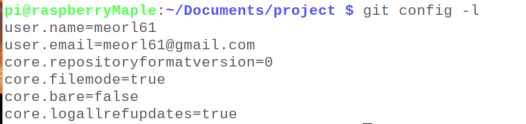 pi@raspberryMaple:~/Documents/project $ git config -l
user.name=meorl61
user.email=meorl61@gmail.com
core.repositoryformatversion=0
core.filemode=true
core.bare=false
core.logallrefupdates=true